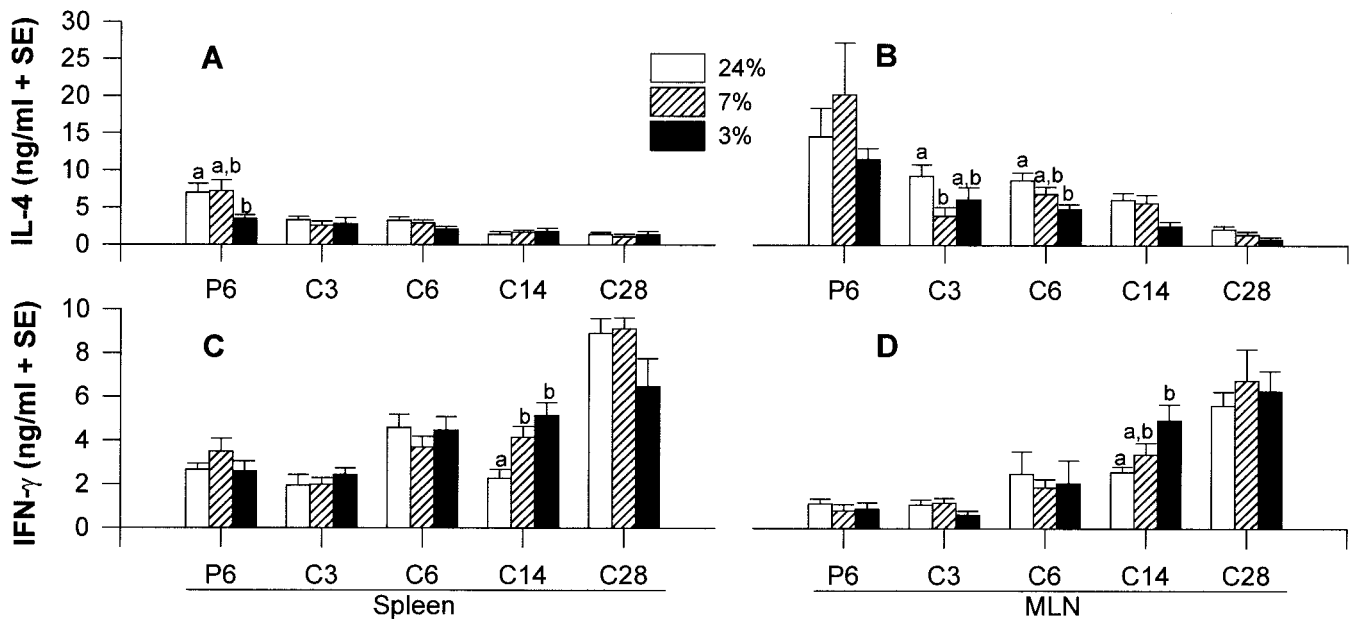 IL-4 (ng/ml + SE)
30
25
20
15
10
5
0
A
a
a,b
b
24%
7%
3%
B
a
b
a,b
a
a,b
b
P6 C3 C6 C14 C28
P6 C3 C6 C14 C28
IFN-γ (ng/ml + SE)
10
8
6
4
2
0
C
a
b
b
D
a
a,b
b
P6 C3 C6 C14 C28
Spleen
P6 C3 C6 C14 C28
MLN